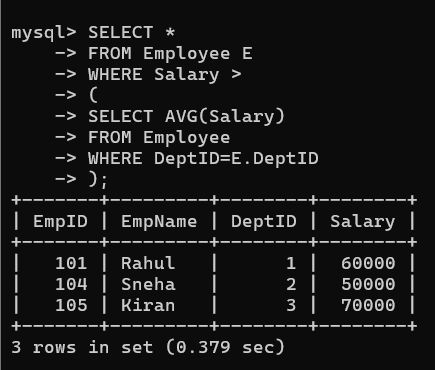 mysql> SELECT *
    -> FROM Employee E
    -> WHERE Salary >
    -> (
    -> SELECT AVG(Salary)
    -> FROM Employee
    -> WHERE DeptID=E.DeptID
    -> );
+-------+---------+--------+--------+
| EmpID | EmpName | DeptID | Salary |
+-------+---------+--------+--------+
|   101 | Rahul   |      1 |  60000 |
|   104 | Sneha   |      2 |  50000 |
|   105 | Kiran   |      3 |  70000 |
+-------+---------+--------+--------+
3 rows in set (0.379 sec)